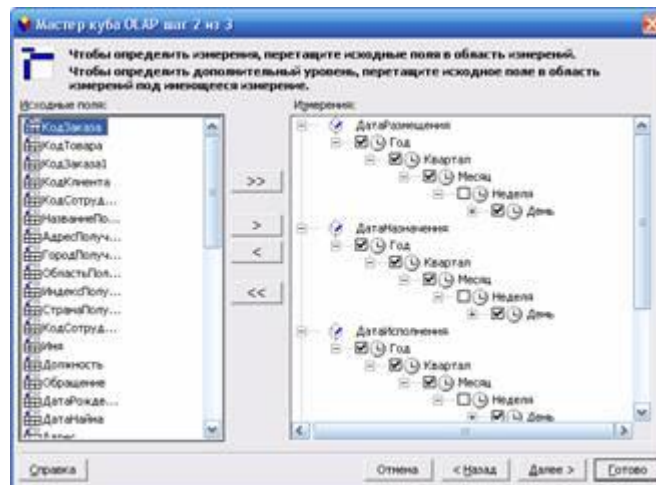 Мастер куба OLAP шаг 2 из 3
Чтобы определить измерения, перетащите исходные поля в область измерений.
Чтобы определить дополнительный уровень, перетащите исходное поле в область
измерений под имеющееся измерение.
Исходные поля:
КодЗаказа
КодТовара
КодЗаказа1
КодКлиента
КодСотруд...
НазваниеПо...
АдресПолуч...
ГородПолуч...
ОбластьПол...
ИндексПолу...
СтранаПолу...
КодСотруд...
Имя
Должность
Обращение
ДатаРожде...
ДатаНайма
Адрес
>>
>
<
<<
Измерения:
ДатаРазмещения
Год
Квартал
Месяц
Неделя
День
ДатаНазначения
Год
Квартал
Месяц
Неделя
День
ДатаИсполнения
Год
Квартал
Месяц
Неделя
День
Справка
Отмена
< Назад
Далее >
Готово